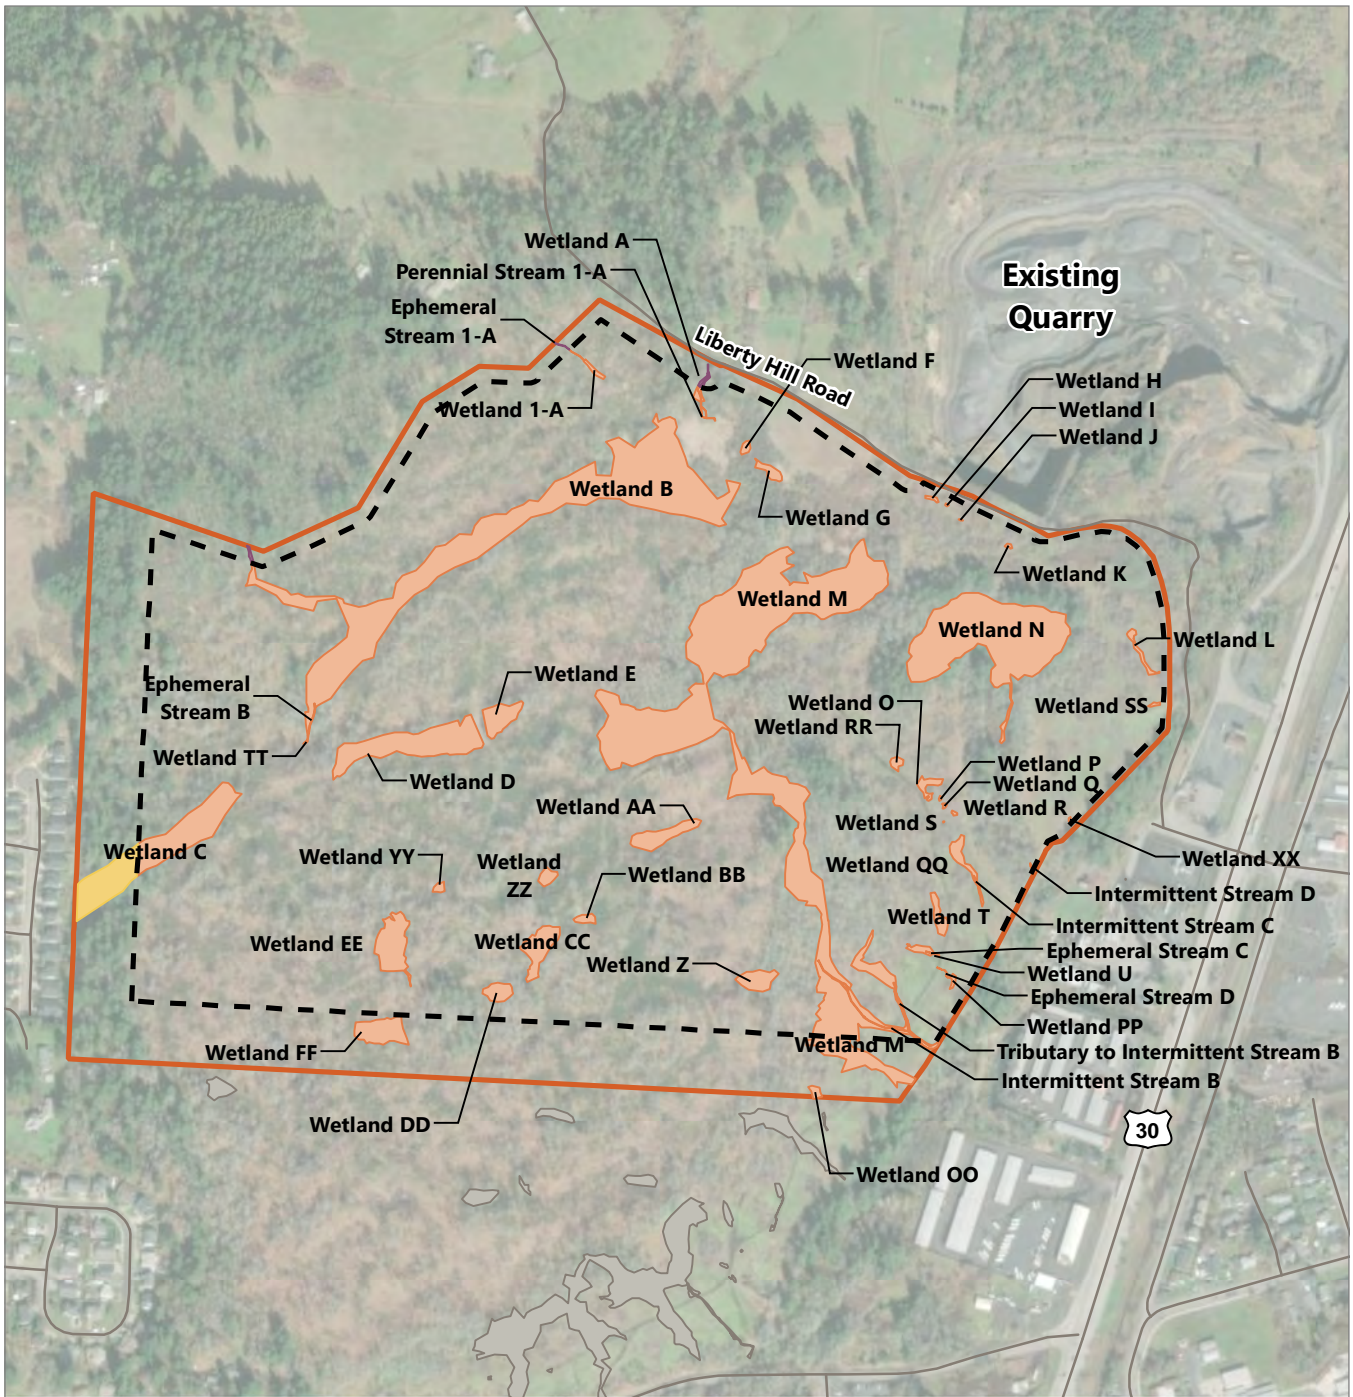 Wetland A
Perennial Stream 1-A
Existing
Quarry
Ephemeral
Stream 1-A
Liberty Hill Road
Wetland F
Wetland H
Wetland 1-A
Wetland I
Wetland J
Wetland B
Wetland G
Wetland K
Wetland M
Wetland N
Wetland L
Wetland E
Ephemeral
Stream B
Wetland O
Wetland SS
Wetland RR
Wetland TT
Wetland D
Wetland P
Wetland Q
Wetland AA
Wetland R
Wetland S
Wetland C
Wetland YY
Wetland
ZZ
Wetland BB
Wetland QQ
Wetland XX
Intermittent Stream D
Wetland T
Intermittent Stream C
Wetland EE
Wetland CC
Ephemeral Stream C
Wetland Z
Wetland U
Ephemeral Stream D
Wetland PP
Wetland FF
Wetland M
Tributary to Intermittent Stream B
Intermittent Stream B
Wetland DD
30
Wetland OO